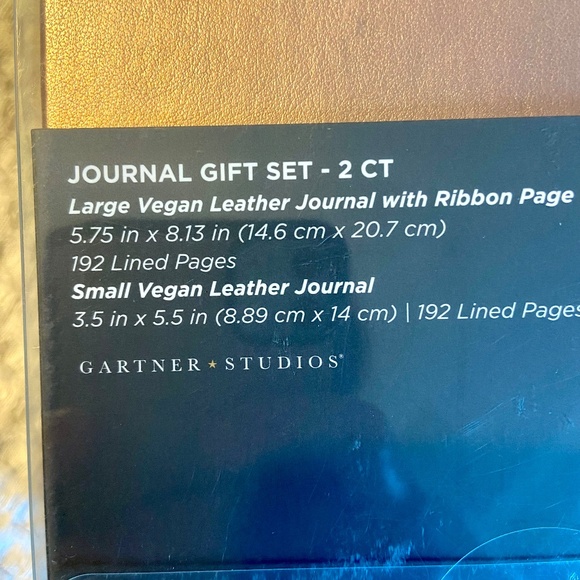 JOURNAL GIFT SET - 2 CT
Large Vegan Leather Journal with Ribbon Page
5.75 in x 8.13 in (14.6 cm x 20.7 cm)
192 Lined Pages
Small Vegan Leather Journal
3.5 in x 5.5 in (8.89 cm x 14 cm) | 192 Lined Pages
GARTNER ★ STUDIOS®